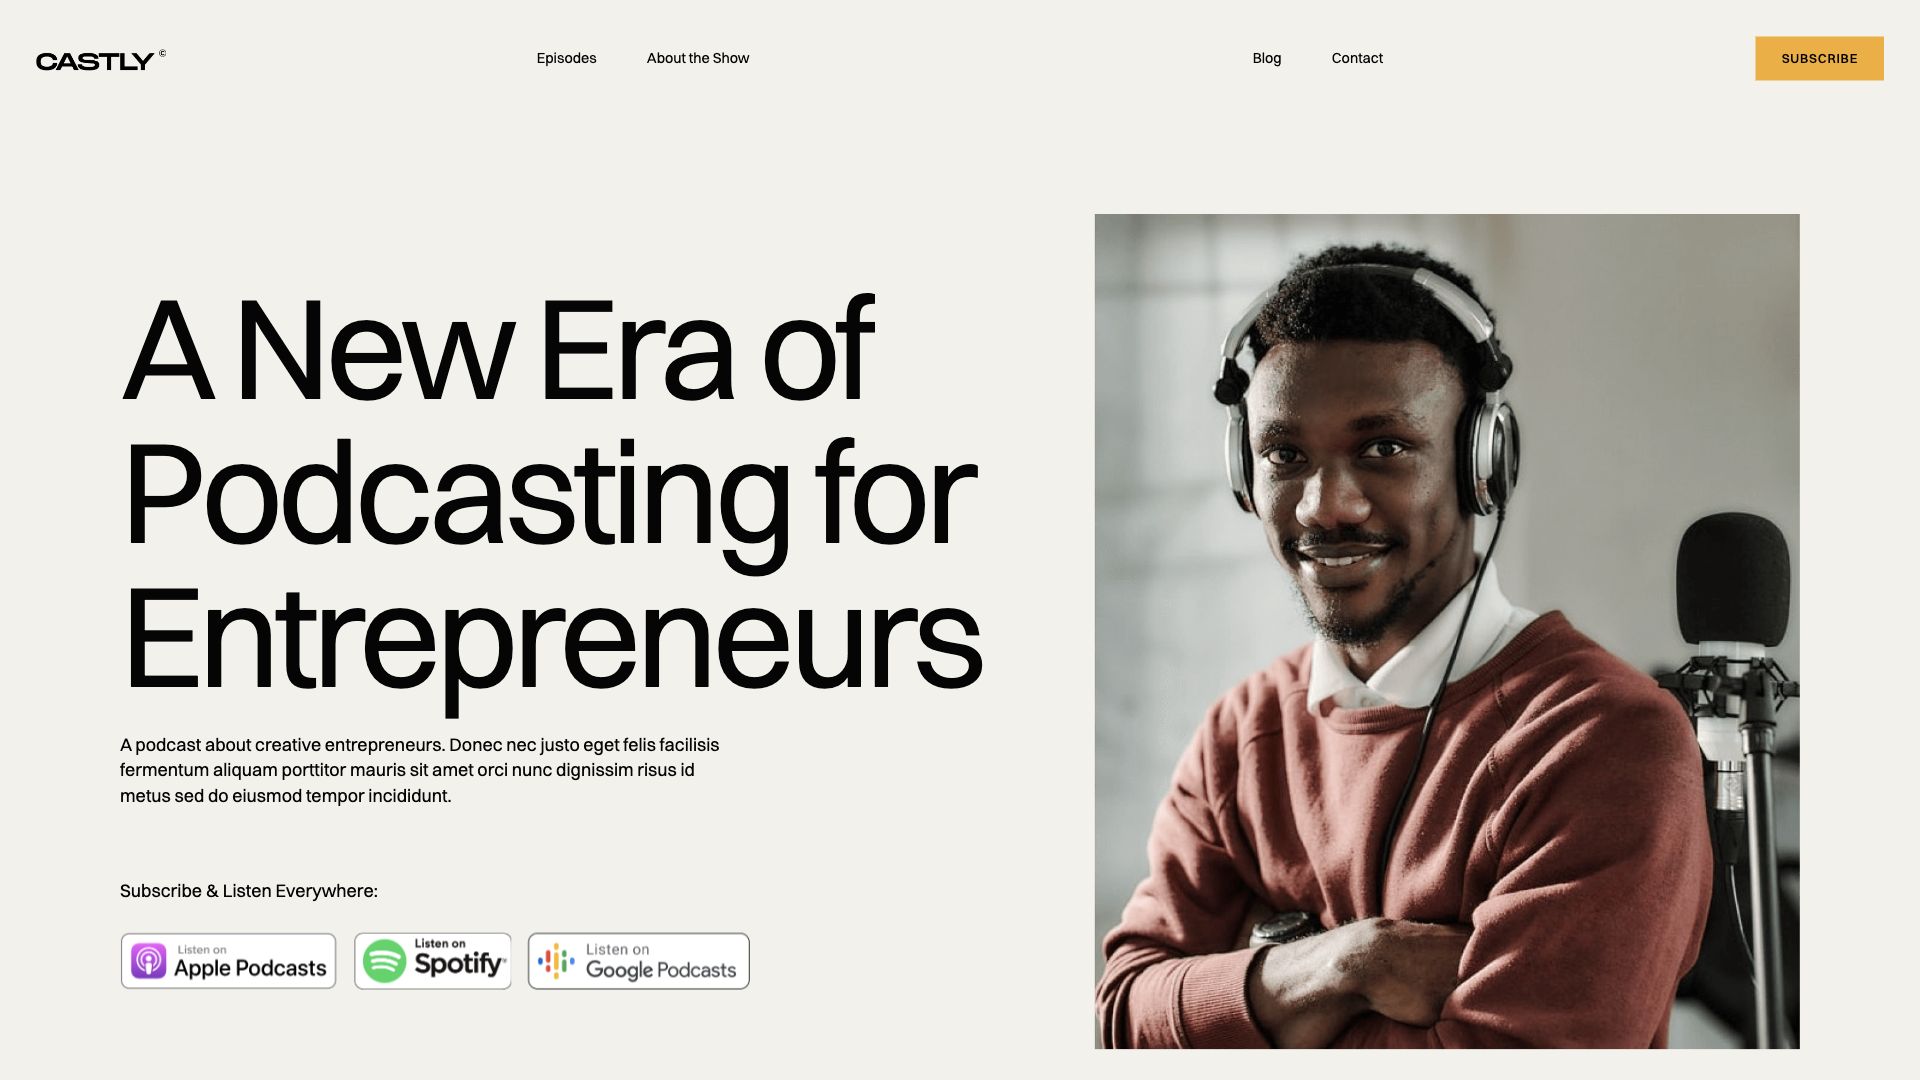 CASTLY ©
Episodes
About the Show
Blog
Contact
SUBSCRIBE
A New Era of
Podcasting for
Entrepreneurs
A podcast about creative entrepreneurs. Donec nec justo eget felis facilisis
fermentum aliquam porttitor mauris sit amet orci nunc dignissim risus id
metus sed do eiusmod tempor incididunt.
Subscribe & Listen Everywhere:
Listen on
Apple Podcasts
Listen on
Spotify
Listen on
Google Podcasts